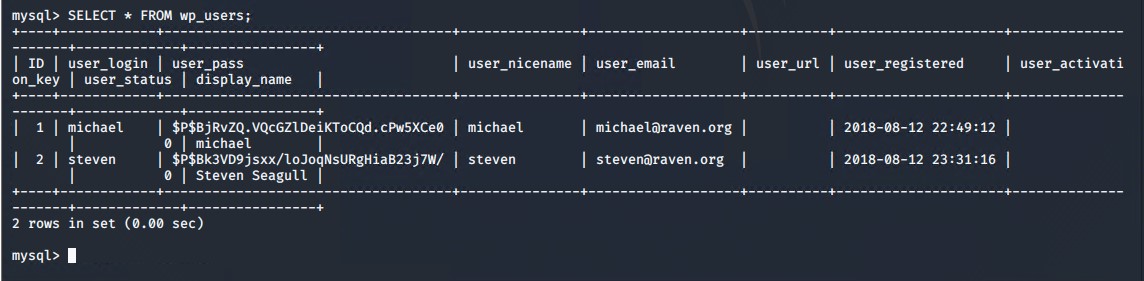 mysql> SELECT * FROM wp_users;
+----+------------+------------------------------------+---------------+-------------------+----------+---------------------+--------------
-------+-------------+----------------+
| ID | user_login | user_pass                          | user_nicename | user_email        | user_url | user_registered     | user_activati
on_key | user_status | display_name   |
+----+------------+------------------------------------+---------------+-------------------+----------+---------------------+--------------
-------+-------------+----------------+
|  1 | michael    | $P$BjRvZQ.VQcGZlDeiKToCQd.cPw5XCe0 | michael       | michael@raven.org |          | 2018-08-12 22:49:12 |
       |           0 | michael        |
|  2 | steven     | $P$Bk3VD9jsxx/loJoqNsURgHiaB23j7W/ | steven        | steven@raven.org  |          | 2018-08-12 23:31:16 |
       |           0 | Steven Seagull |
+----+------------+------------------------------------+---------------+-------------------+----------+---------------------+--------------
-------+-------------+----------------+
2 rows in set (0.00 sec)
mysql>